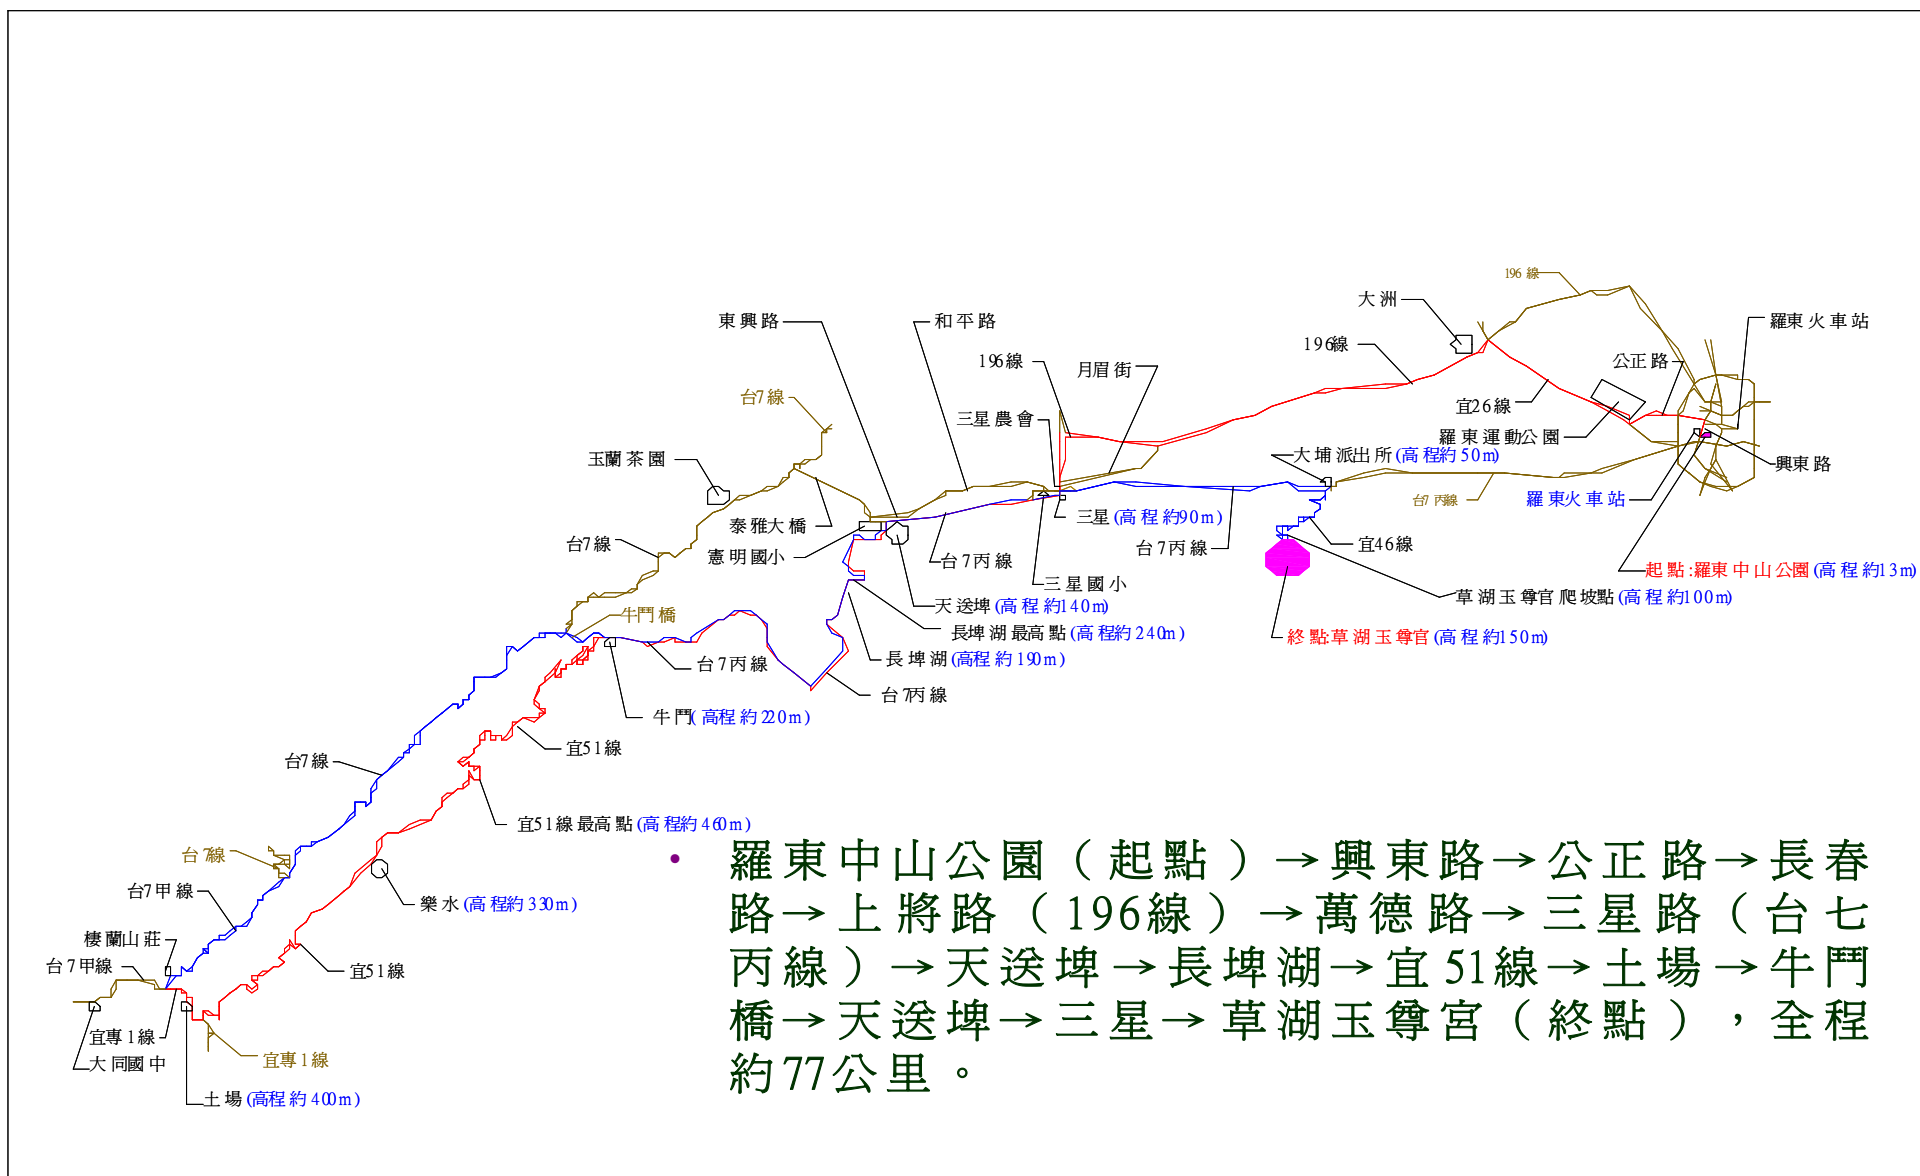 196線
大洲
羅東火車站
東興路
和平路
196線
196線
公正路
月眉街
台7線
宜26線
三星農會
羅東運動公園
大埔派出所(高程約50m)
興東路
玉蘭茶園
台7丙線
羅東火車站
泰雅大橋
三星(高程約90m)
台7線
憲明國小
台7丙線
台7丙線
宜46線
起點:羅東中山公園(高程約13m)
三星國小
草湖玉尊宮爬坡點(高程約100m)
天送埤(高程約140m)
牛鬥橋
長埤湖最高點(高程約240m)
終點:草湖玉尊宮(高程約150m)
台7丙線
長埤湖(高程約190m)
台7丙線
牛鬥(高程約220m)
宜51線
台7線
宜51線最高點(高程約460m)
台7線
台7甲線
樂水(高程約330m)
棲蘭山莊
台7甲線
宜51線
宜專1線
大同國中
宜專1線
土場(高程約400m)
• 羅東中山公園（起點）→興東路→公正路→長春
路→上將路（196線）→萬德路→三星路（台七
丙線）→天送埤→長埤湖→宜51線→土場→牛鬥
橋→天送埤→三星→草湖玉尊宮（終點），全程
約77公里。